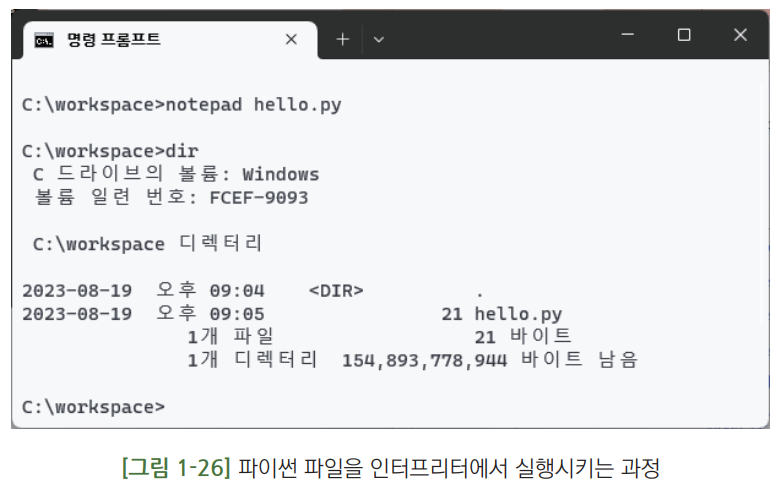 명령 프롬프트
C:\workspace>notepad hello.py
C:\workspace>dir
C 드라이브의 볼륨: Windows
볼륨 일련 번호: FCEF-9093
C:\workspace 디렉터리
2023-08-19 오후 09:04 <DIR> .
2023-08-19 오후 09:05 21 hello.py
1개 파일 21 바이트
1개 디렉터리 154,893,778,944 바이트 남음
C:\workspace>
[그림 1-26] 파이썬 파일을 인터프리터에서 실행시키는 과정